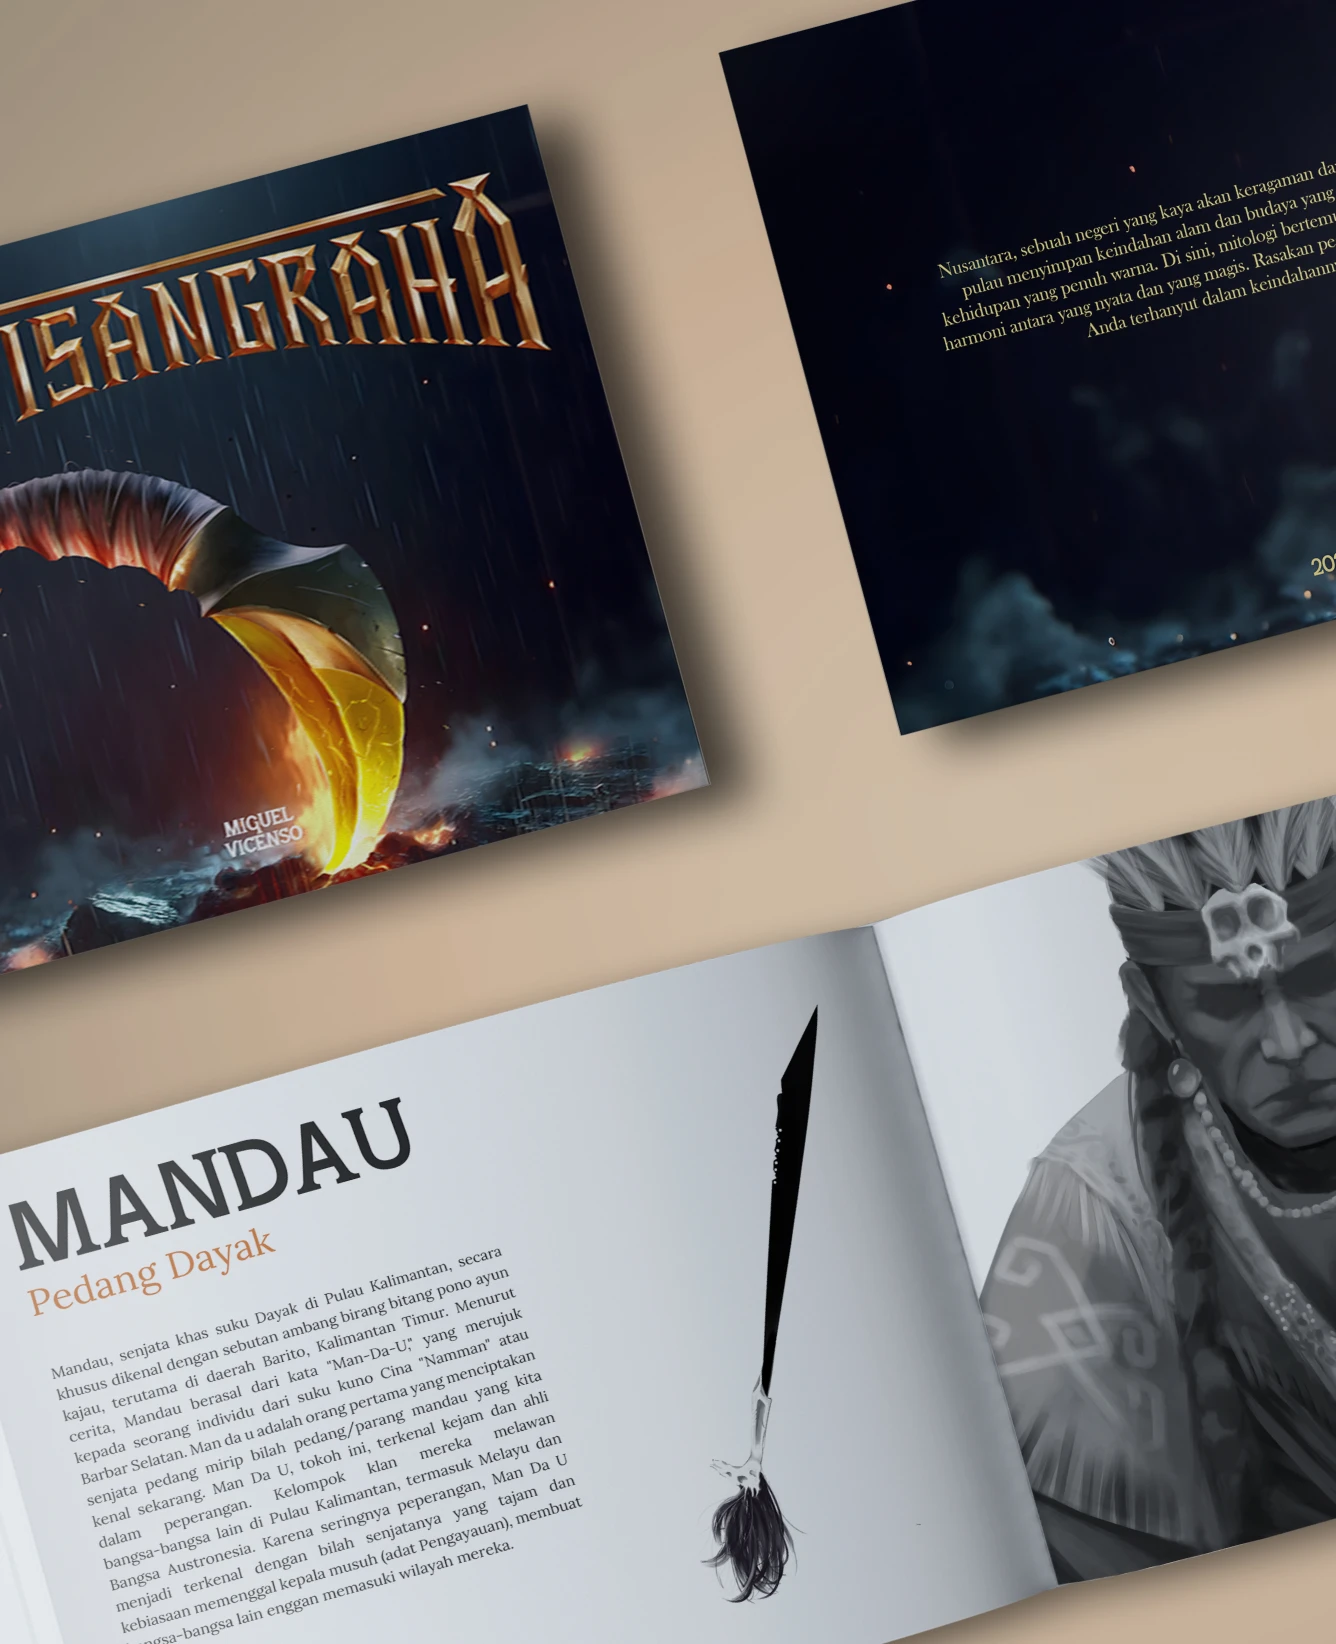 ISANGRAHA
MIGUEL
VICENSO
Nusantara, sebuah negeri yang kaya akan keragaman
pulau menyimpan keindahan alam dan budaya yang
kehidupan yang penuh warna. Di sini, mitologi
harmoni antara yang nyata dan yang magis. Rasakan
Anda terhanyut dalam
MANDAU
Pedang Dayak
Mandau, senjata khas suku Dayak di Pulau Kalimantan, secara
khusus dikenal dengan sebutan ambang birang bitang pono ayun
kajau, terutama di daerah Barito, Kalimantan Timur. Menurut
cerita, Mandau berasal dari kata "Man-Da-U," yang merujuk
kepada seorang individu dari suku kuno Cina "Namman" atau
Barbar Selatan. Man da u adalah orang pertama yang menciptakan
senjata pedang mirip bilah pedang/parang mandau yang kita
kenal sekarang. Man Da U, tokoh ini, terkenal kejam dan ahli
dalam peperangan. Kelompok klan mereka melawan
bangsa-bangsa lain di Pulau Kalimantan, termasuk Melayu dan
Bangsa Austronesia. Karena seringnya peperangan, Man Da U
menjadi terkenal dengan bilah senjatanya yang tajam dan
kebiasaan memenggal kepala musuh (adat Pengayauan), membuat
bangsa-bangsa lain enggan memasuki wilayah mereka.